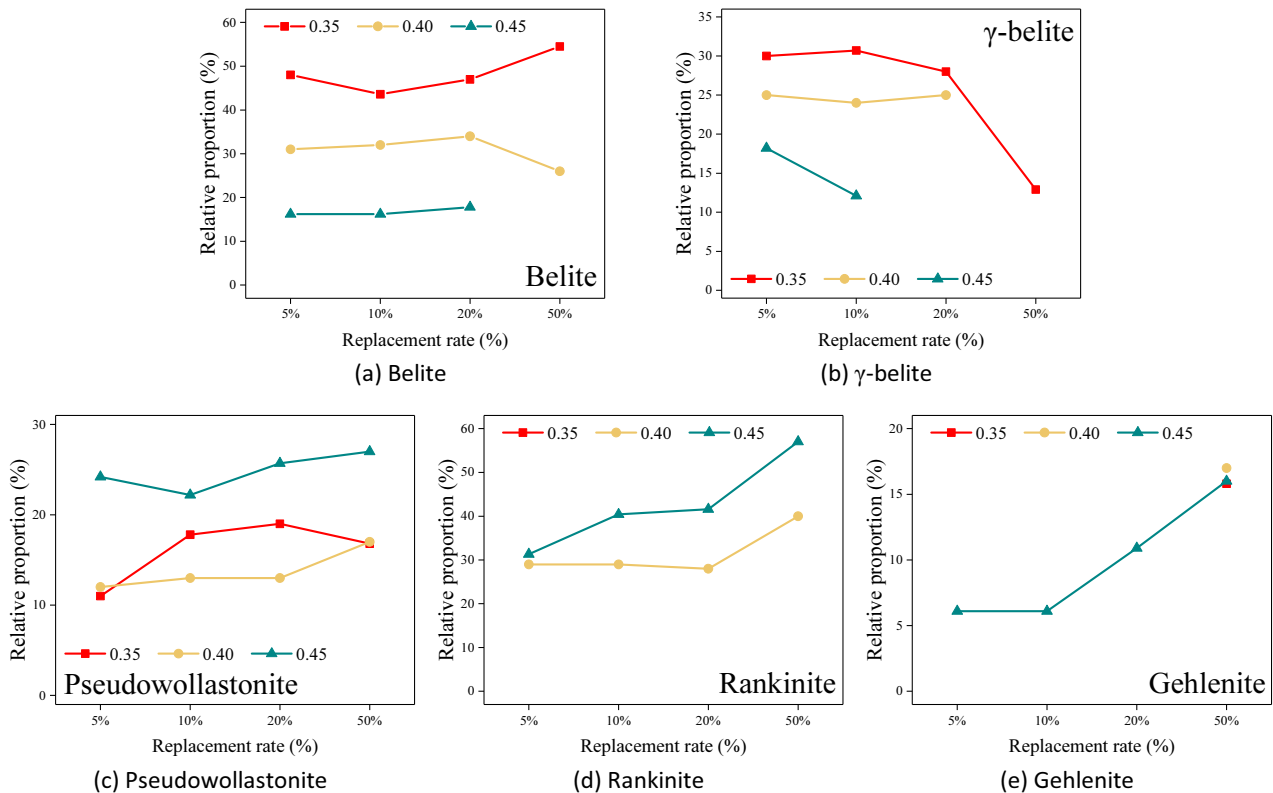 0.35 0.40 0.45
Belite
Relative proportion (%)
60
50
40
30
20
10
0
5% 10% 20% 50%
Replacement rate (%)
(a) Belite
γ-belite
Relative proportion (%)
35
30
25
20
15
10
5
0
0.35 0.40 0.45
5% 10% 20% 50%
Replacement rate (%)
(b) γ-belite
Relative proportion (%)
30
20
10
0
0.35 0.40 0.45
Pseudowollastonite
5% 10% 20% 50%
Replacement rate (%)
(c) Pseudowollastonite
0.35 0.40 0.45
Relative proportion (%)
60
50
40
30
20
10
0
Rankinite
5% 10% 20% 50%
Replacement rate (%)
(d) Rankinite
0.35 0.40 0.45
Relative proportion (%)
20
15
10
5
0
Gehlenite
5% 10% 20% 50%
Replacement rate (%)
(e) Gehlenite